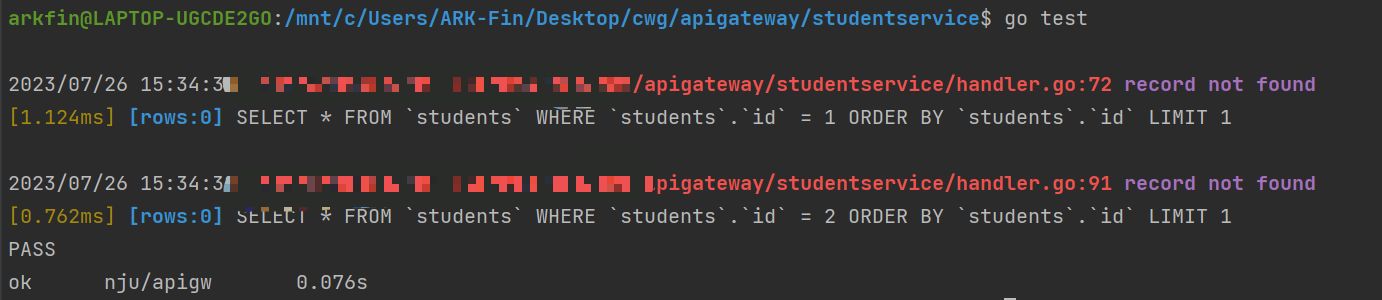 arkfin@LAPTOP-UGCDE2GO:/mnt/c/Users/ARK-Fin/Desktop/cwg/apigateway/studentservice$ go test
2023/07/26 15:34:3 /apigateway/studentservice/handler.go:72 record not found
[1.124ms] [rows:0] SELECT * FROM `students` WHERE `students`.`id` = 1 ORDER BY `students`.`id` LIMIT 1
2023/07/26 15:34:3 pigateway/studentservice/handler.go:91 record not found
[0.762ms] [rows:0] SELECT * FROM `students` WHERE `students`.`id` = 2 ORDER BY `students`.`id` LIMIT 1
PASS
ok nju/apigw 0.076s